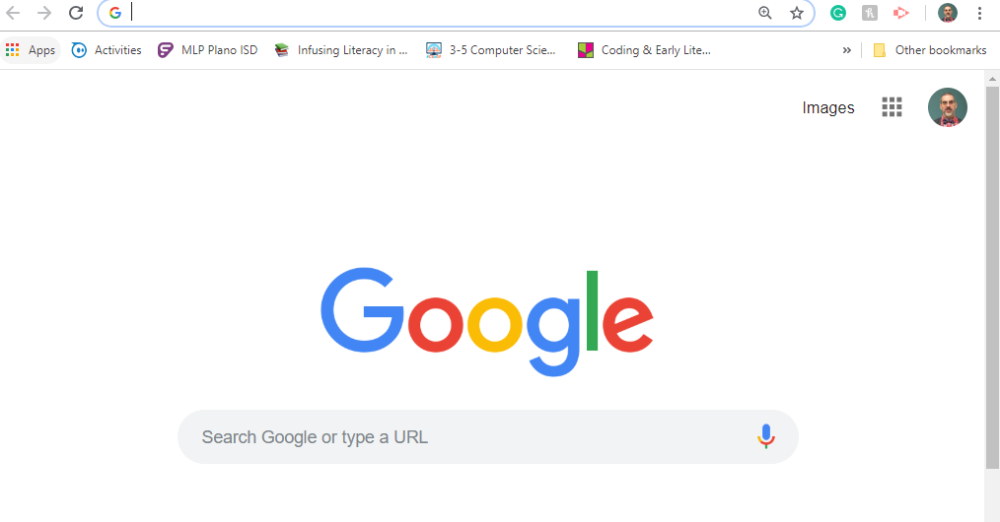 Apps Activities MLP Plano ISD Infusing Literacy in ... 3-5 Computer Scie... Coding & Early Lite... » Other bookmarks
Images
Google
Search Google or type a URL